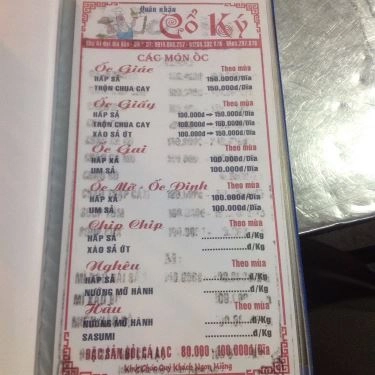 Quán nhậu
Cổ Ký
CÁC MÓN ỐC
Ốc Giác Theo mùa
HẤP SẢ 150.000đ/Dĩa
TRỘN CHUA CAY 150.000đ/Dĩa
Ốc Giấy Theo mùa
HẤP SẢ 100.000đ ➞ 150.000đ/Dĩa
TRỘN CHUA CAY 100.000đ ➞ 150.000đ/Dĩa
XÀO SẢ ỚT 100.000đ ➞ 150.000đ/Dĩa
Ốc Gai Theo mùa
HẤP XẢ 100.000đ/Dĩa
UM SẢ 100.000đ/Dĩa
Ốc Mỡ - Ốc Đinh Theo mùa
HẤP XẢ 100.000đ/Dĩa
UM SẢ 100.000đ/Dĩa
Chip Chip Theo mùa
HẤP SẢ ..................đ/Kg
XÀO SẢ ỚT ..................đ/Kg
Nghêu Theo mùa
HẤP SẢ ..................đ/Kg
NƯỚNG MỠ HÀNH ..................đ/Kg
Hàu Theo mùa
NƯỚNG MỠ HÀNH ..................đ/Kg
SASUMI ..................đ/Kg
ĐẶC SẢN 80.000 - 100.000đ/Dĩa
Kính Chúc Quý Khách Ngon Miệng